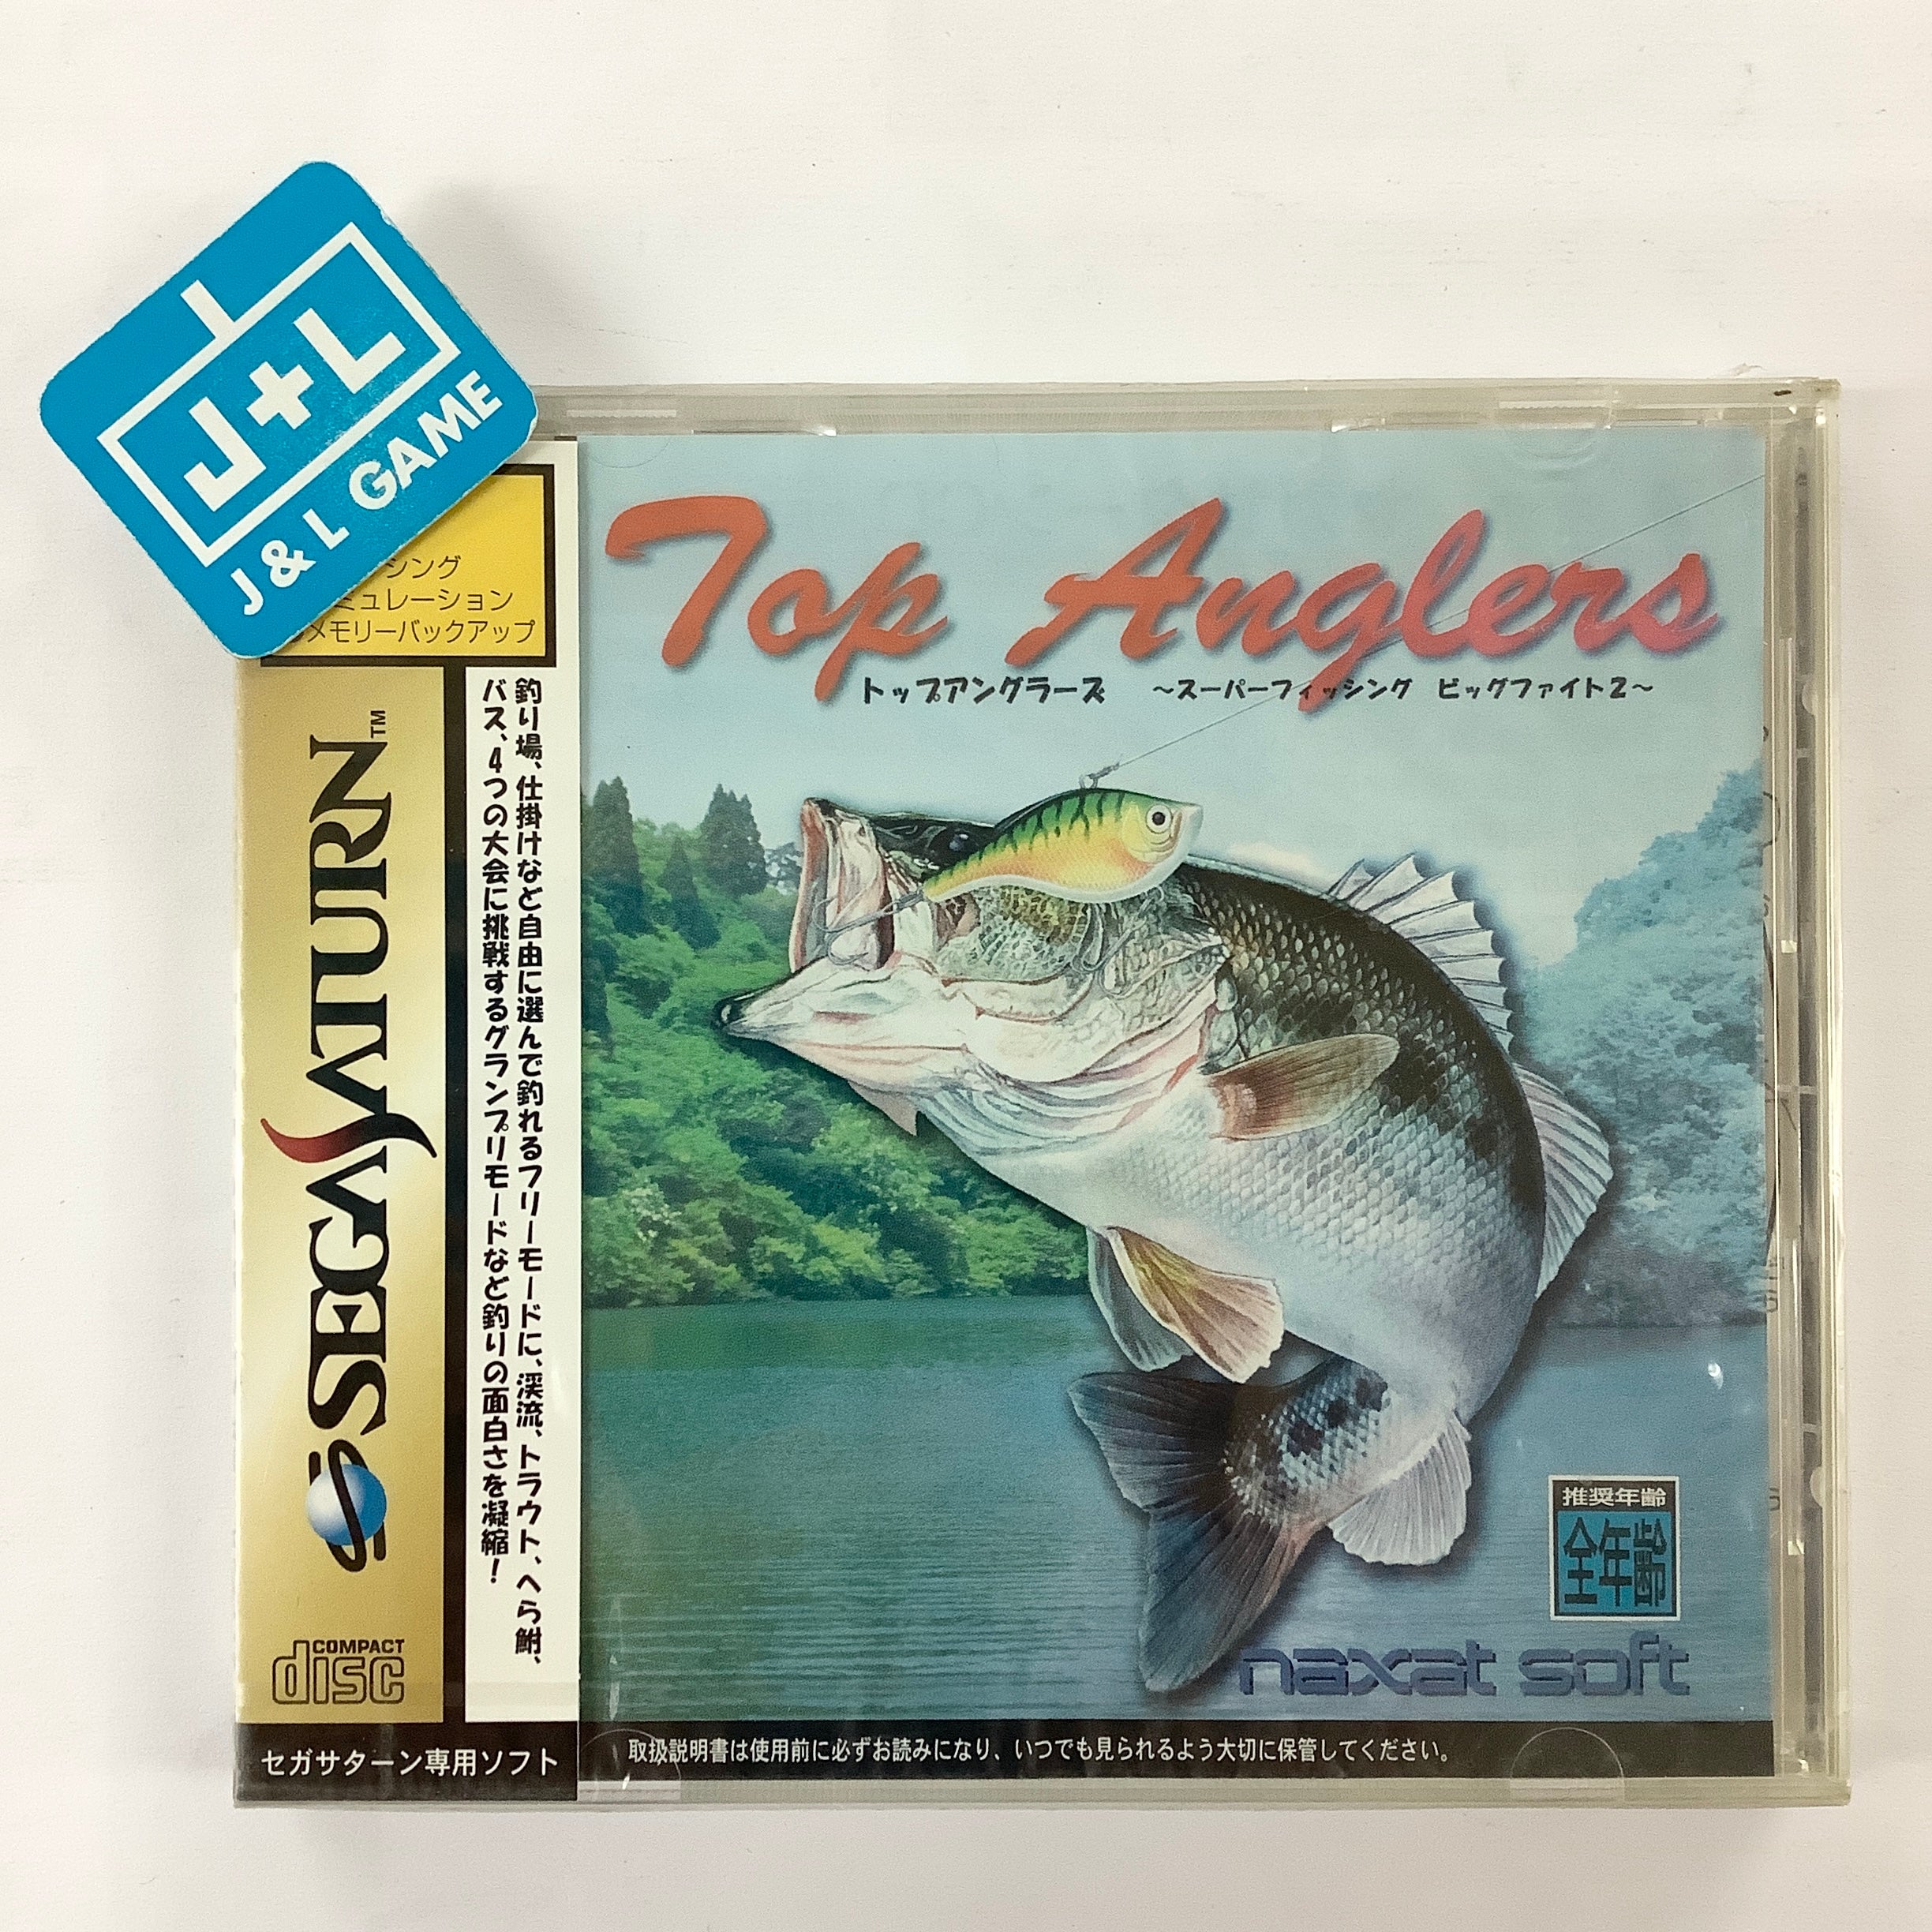 J+L
J & L GAME
シング
ミュレーション
メモリーバックアップ
SEGA SATURN™
釣り場、仕掛けなど自由に選んで釣れるフリーモードに、渓流、トラウト、へら鮒、
バス、4つの大会に挑戦するグランプリモードなど釣りの面白さを凝縮！
COMPACT
disc
セガサターン専用ソフト
Top Anglers
トップアングラーズ ～スーパーフィッシング ビッグファイト2～
推奨年齢
全年齢
naxat soft
取扱説明書は使用前に必ずお読みになり、いつでも見られるよう大切に保管してください。